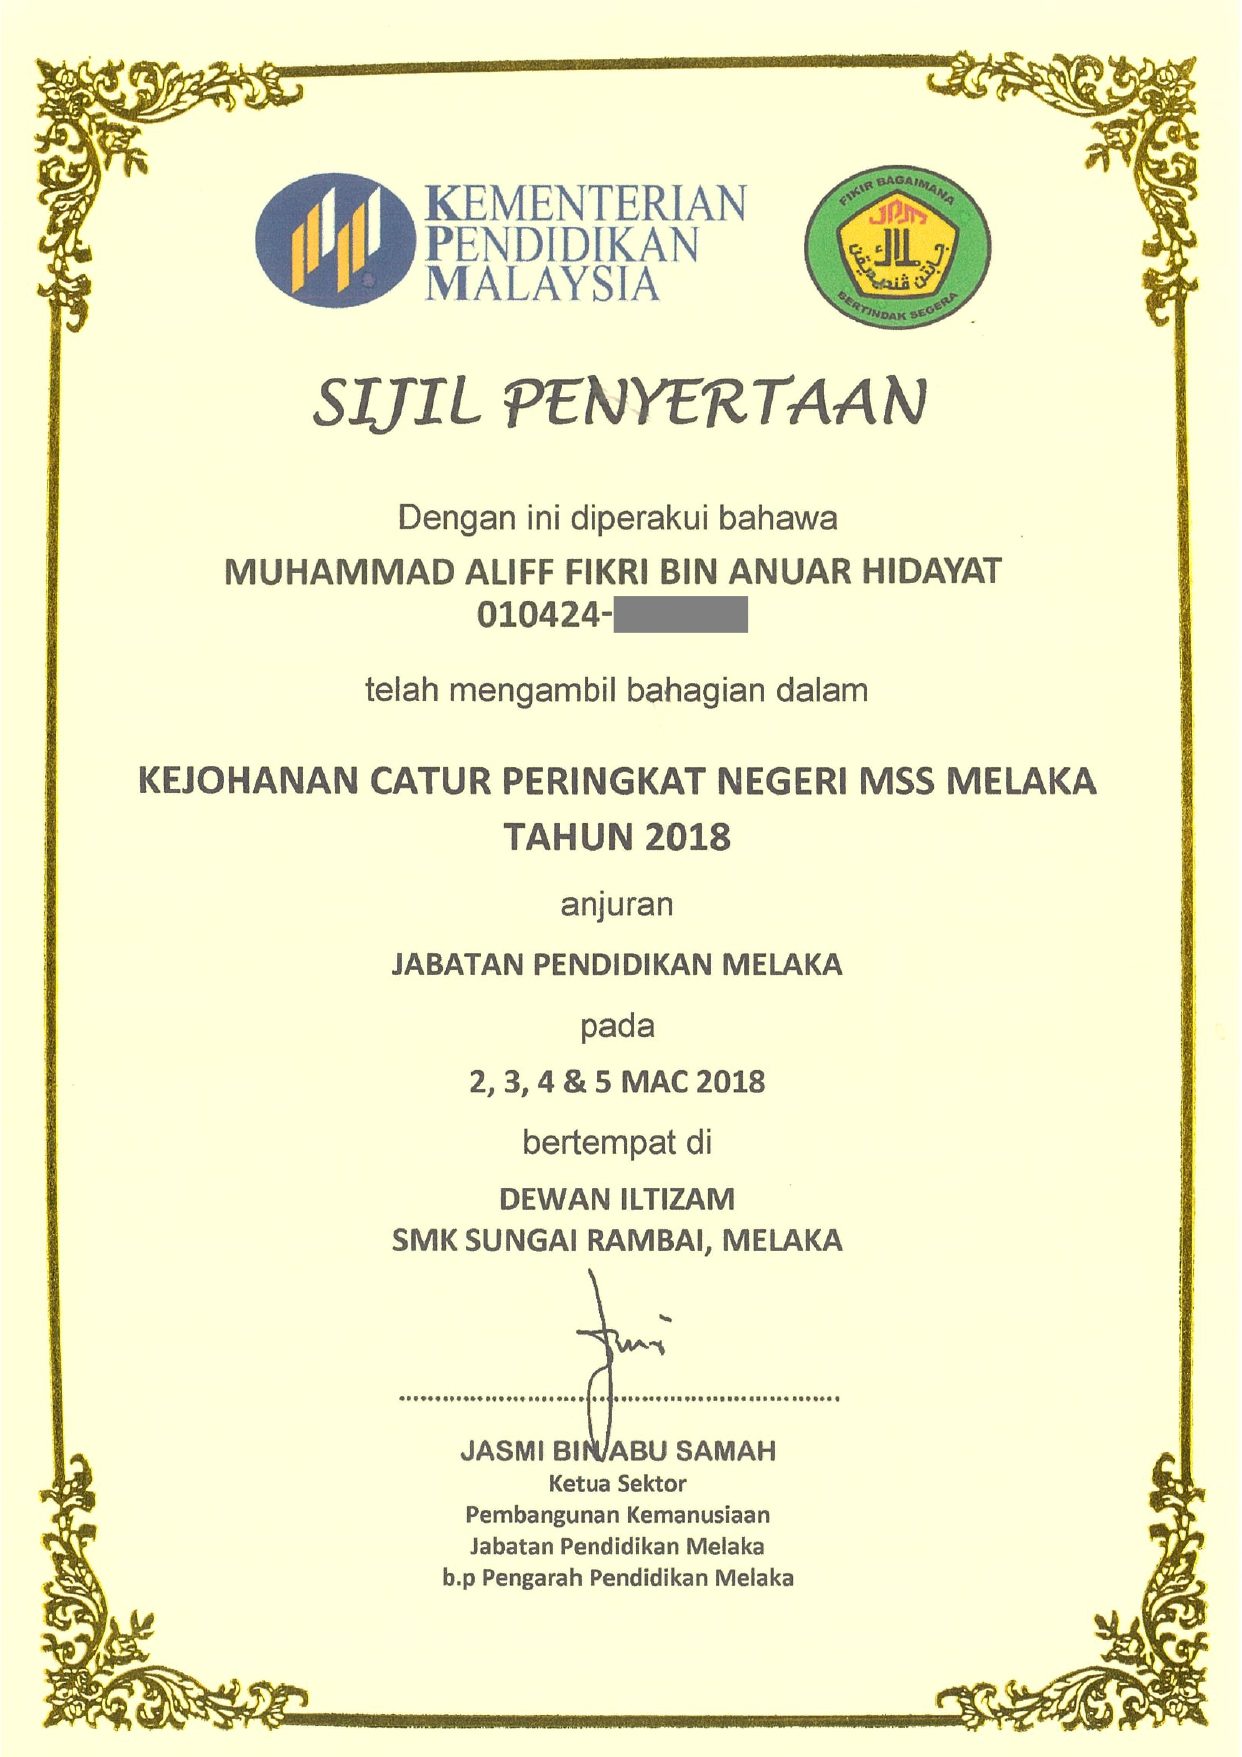 KEMENTERIAN
PENDIDIKAN
MALAYSIA
FIKIR BAGAIMANA
JPM
جابتن ڤنديديقن
BERTINDAK SEGERA
SIJIL PENYERTAAN
Dengan ini diperakui bahawa
MUHAMMAD ALIFF FIKRI BIN ANUAR HIDAYAT
010424-
telah mengambil bahagian dalam
KEJOHANAN CATUR PERINGKAT NEGERI MSS MELAKA
TAHUN 2018
anjuran
JABATAN PENDIDIKAN MELAKA
pada
2, 3, 4 & 5 MAC 2018
bertempat di
DEWAN ILTIZAM
SMK SUNGAI RAMBAI, MELAKA
JASMI BIN ABU SAMAH
Ketua Sektor
Pembangunan Kemanusiaan
Jabatan Pendidikan Melaka
b.p Pengarah Pendidikan Melaka